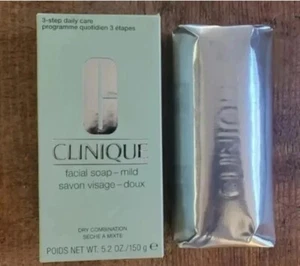 3-step daily care
programme quotidien 3 étapes
CLINIQUE
facial soap – mild
savon visage – doux
DRY COMBINATION
SÈCHE À MIXTE
POIDS NET WT. 5.2 OZ/150 g e
CLINIQUE